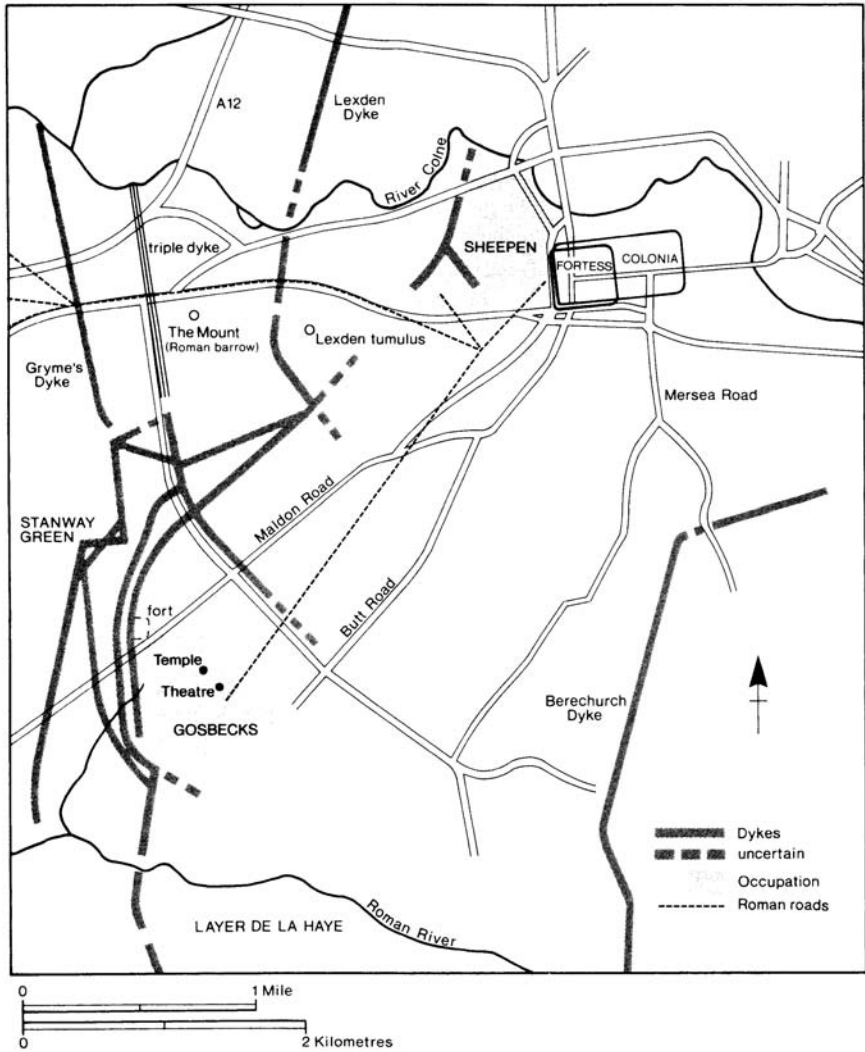 Lexden
Dyke
A12
River Colne
triple dyke
SHEEPEN
FORTRESS
COLONIA
The Mount
(Roman barrow)
Lexden tumulus
Gryme's
Dyke
Mersea Road
Maldon Road
STANWAY
GREEN
Butt Road
fort
Temple
Theatre
GOSBECKS
Berechurch
Dyke
Dykes
uncertain
Occupation
Roman roads
LAYER DE LA HAYE
Roman River
0 1 Mile
0 2 Kilometres